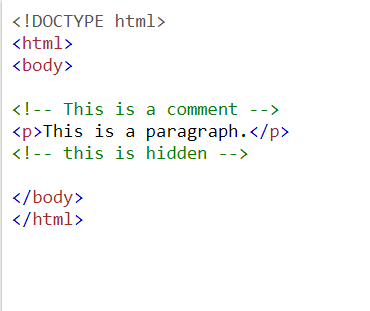 <!DOCTYPE html>
<html>
<body>
<!-- This is a comment -->
<p>This is a paragraph.</p>
<!-- this is hidden -->
</body>
</html>